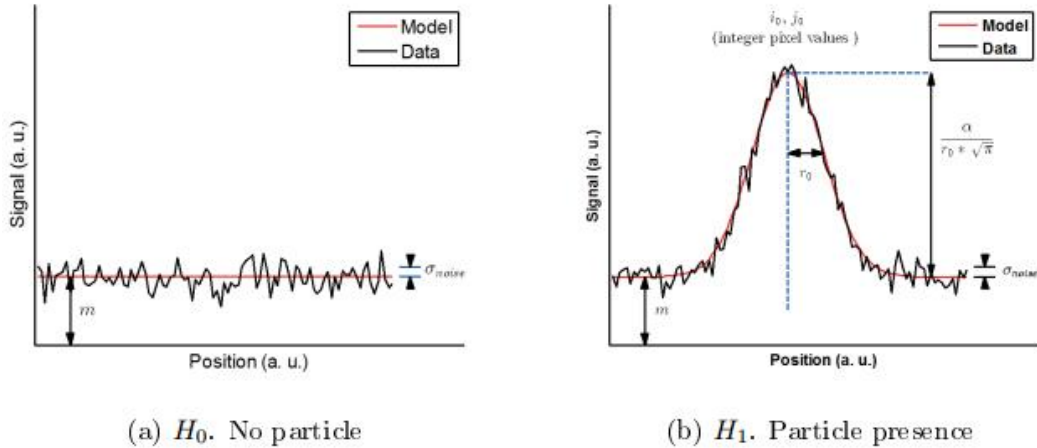 Model
Data
Signal (a. u.)
σnoise
m
Position (a. u.)
(a) H₀. No particle
i₀, j₀
(integer pixel values )
Model
Data
Signal (a. u.)
α
r₀ * √π
r₀
σnoise
m
Position (a. u.)
(b) H₁. Particle presence